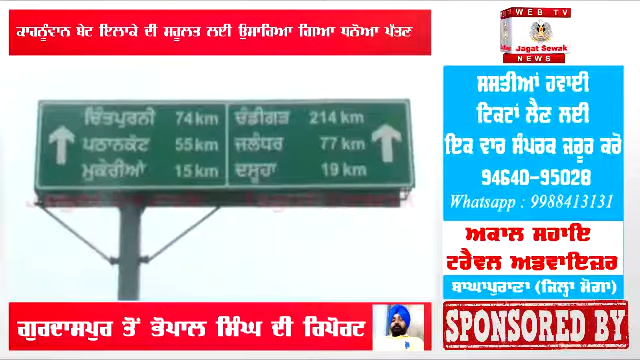 ਕਾਹਨੂੰਵਾਨ ਬੇਟ ਇਲਾਕੇ ਦੀ ਸਹੂਲਤ ਲਈ ਉਸਾਰਿਆ ਗਿਆ ਧਨੋਆ ਪੱਤਣ
WEB TV
Jagat Sewak
NEWS
ਚਿੰਤਪੁਰਨੀ 74 km
ਪਠਾਨਕੋਟ 55 km
ਮੁਕੇਰੀਆਂ 15 km
ਚੰਡੀਗੜ 214 km
ਜਲੰਧਰ 77 km
ਦਸੂਹਾ 19 km
ਸਸਤੀਆਂ ਹਵਾਈ
ਟਿਕਟਾਂ ਲੈਣ ਲਈ
ਇਕ ਵਾਰ ਸੰਪਰਕ ਜ਼ਰੂਰ ਕਰੋ
94640-95028
Whatsapp : 9988413131
ਅਕਾਲ ਸਹਾਇ
ਟਰੈਵਲ ਅਡਵਾਇਜ਼ਰ
ਬਾਘਾਪੁਰਾਣਾ (ਜ਼ਿਲ੍ਹਾ ਮੋਗਾ)
SPONSORED BY
ਗੁਰਦਾਸਪੁਰ ਤੋਂ ਭੋਪਾਲ ਸਿੰਘ ਦੀ ਰਿਪੋਰਟ